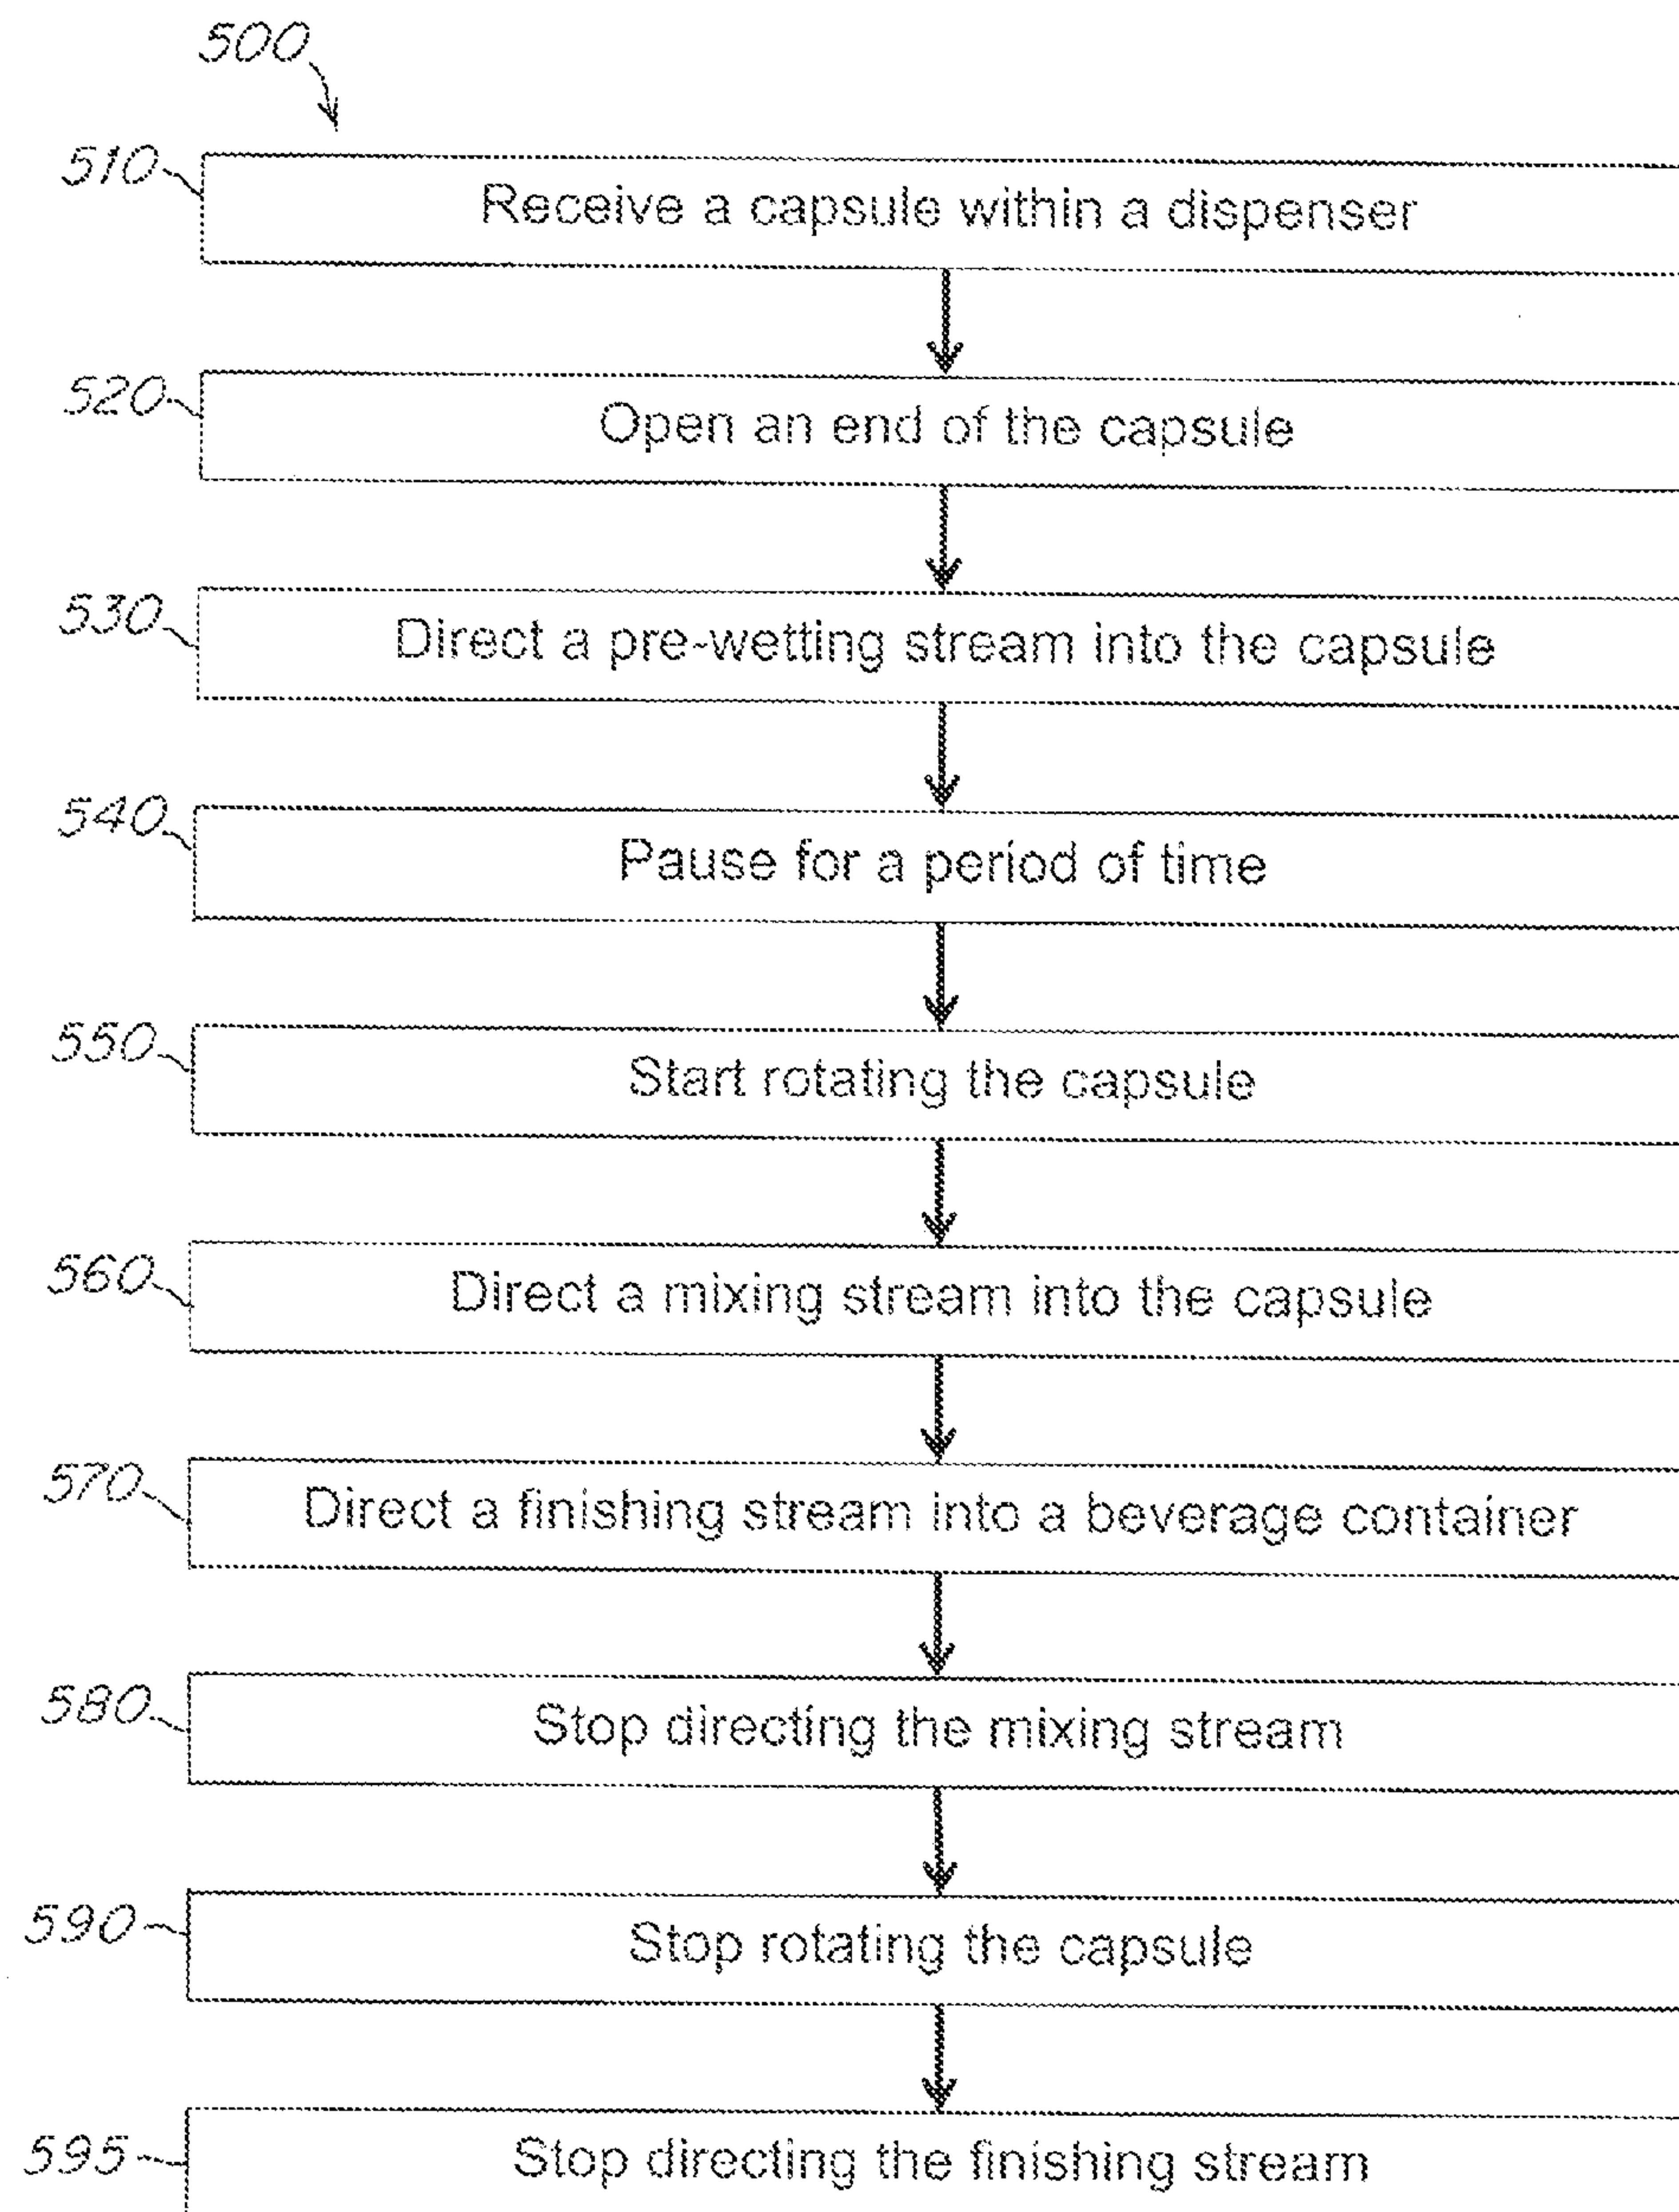 500
510 Receive a capsule within a dispenser
520 Open an end of the capsule
530 Direct a pre-wetting stream into the capsule
540 Pause for a period of time
550 Start rotating the capsule
560 Direct a mixing stream into the capsule
570 Direct a finishing stream into a beverage container
580 Stop directing the mixing stream
590 Stop rotating the capsule
595 Stop directing the finishing stream